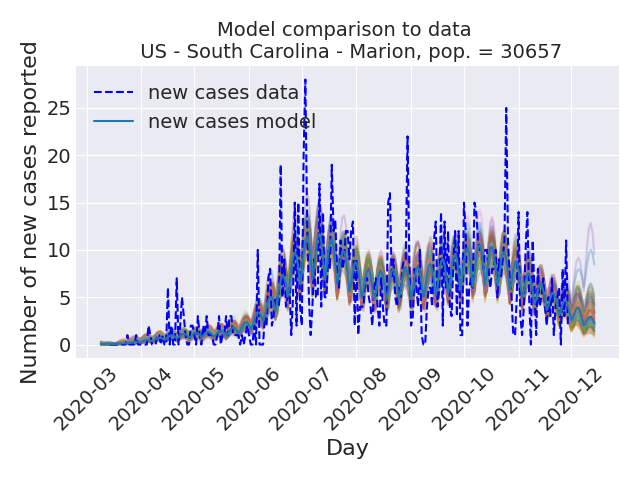 Model comparison to data
US - South Carolina - Marion, pop. = 30657
Number of new cases reported
25
20
15
10
5
0
new cases data
new cases model
2020-03
2020-04
2020-05
2020-06
2020-07
2020-08
2020-09
2020-10
2020-11
2020-12
Day